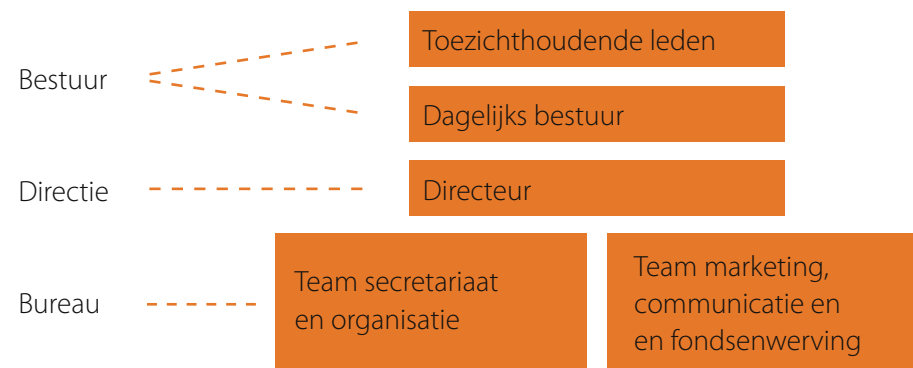 Toezichthoudende leden
Bestuur
Dagelijks bestuur
Directie
Directeur
Bureau
Team secretariaat
en organisatie
Team marketing,
communicatie en
en fondsenwerving